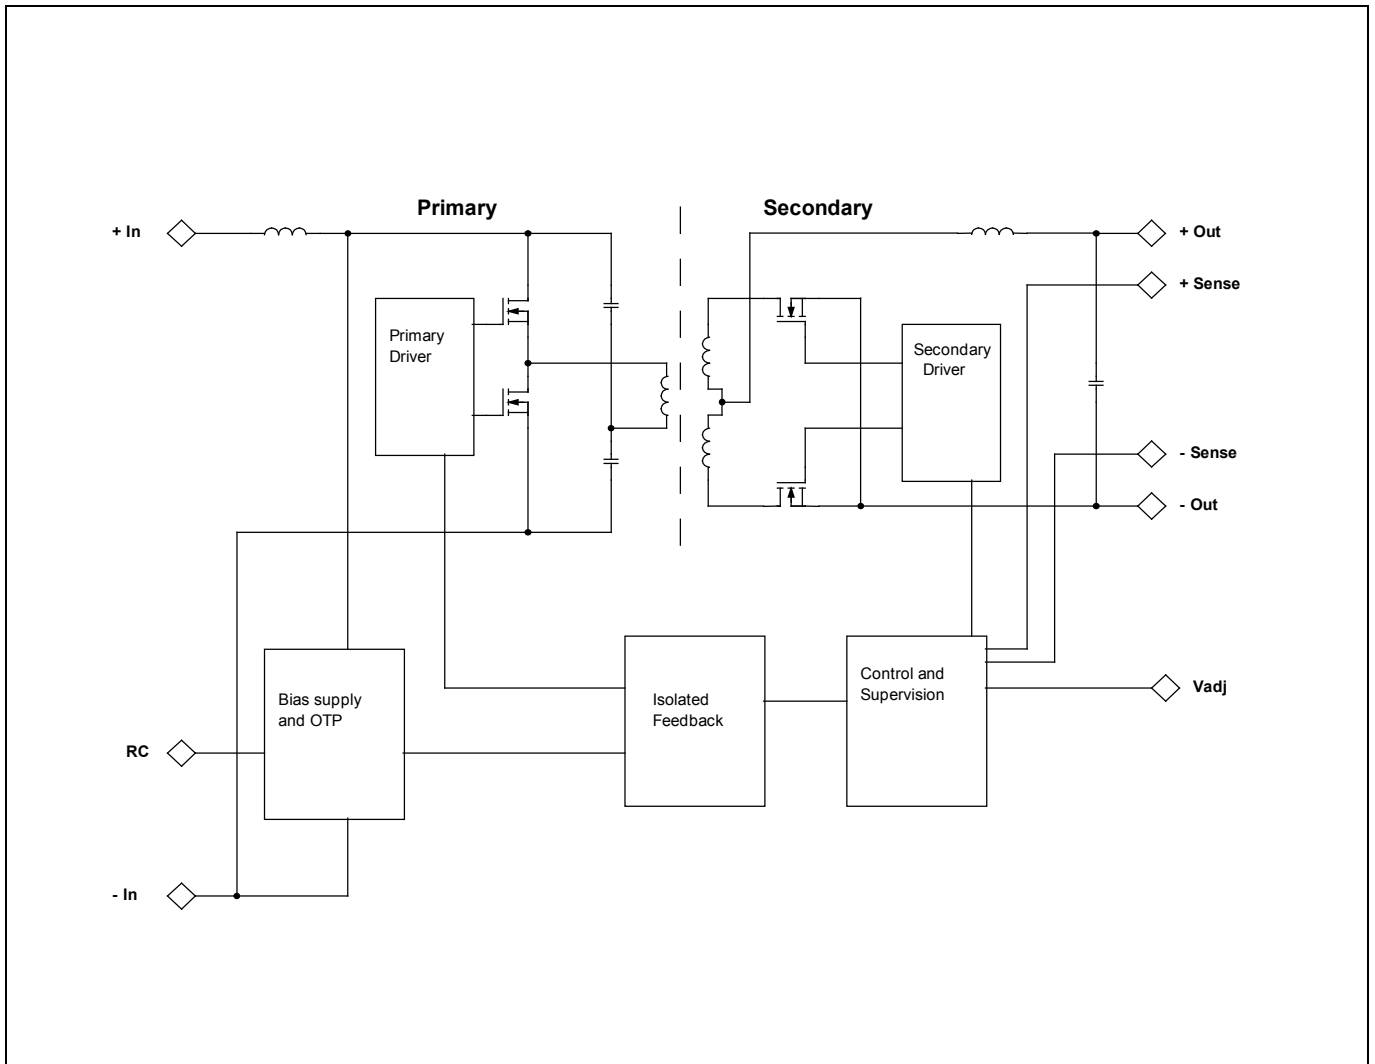 Primary
Secondary
+ In
+ Out
+ Sense
Primary
Driver
Secondary
Driver
- Sense
- Out
Bias supply
and OTP
Isolated
Feedback
Control and
Supervision
Vadj
RC
- In